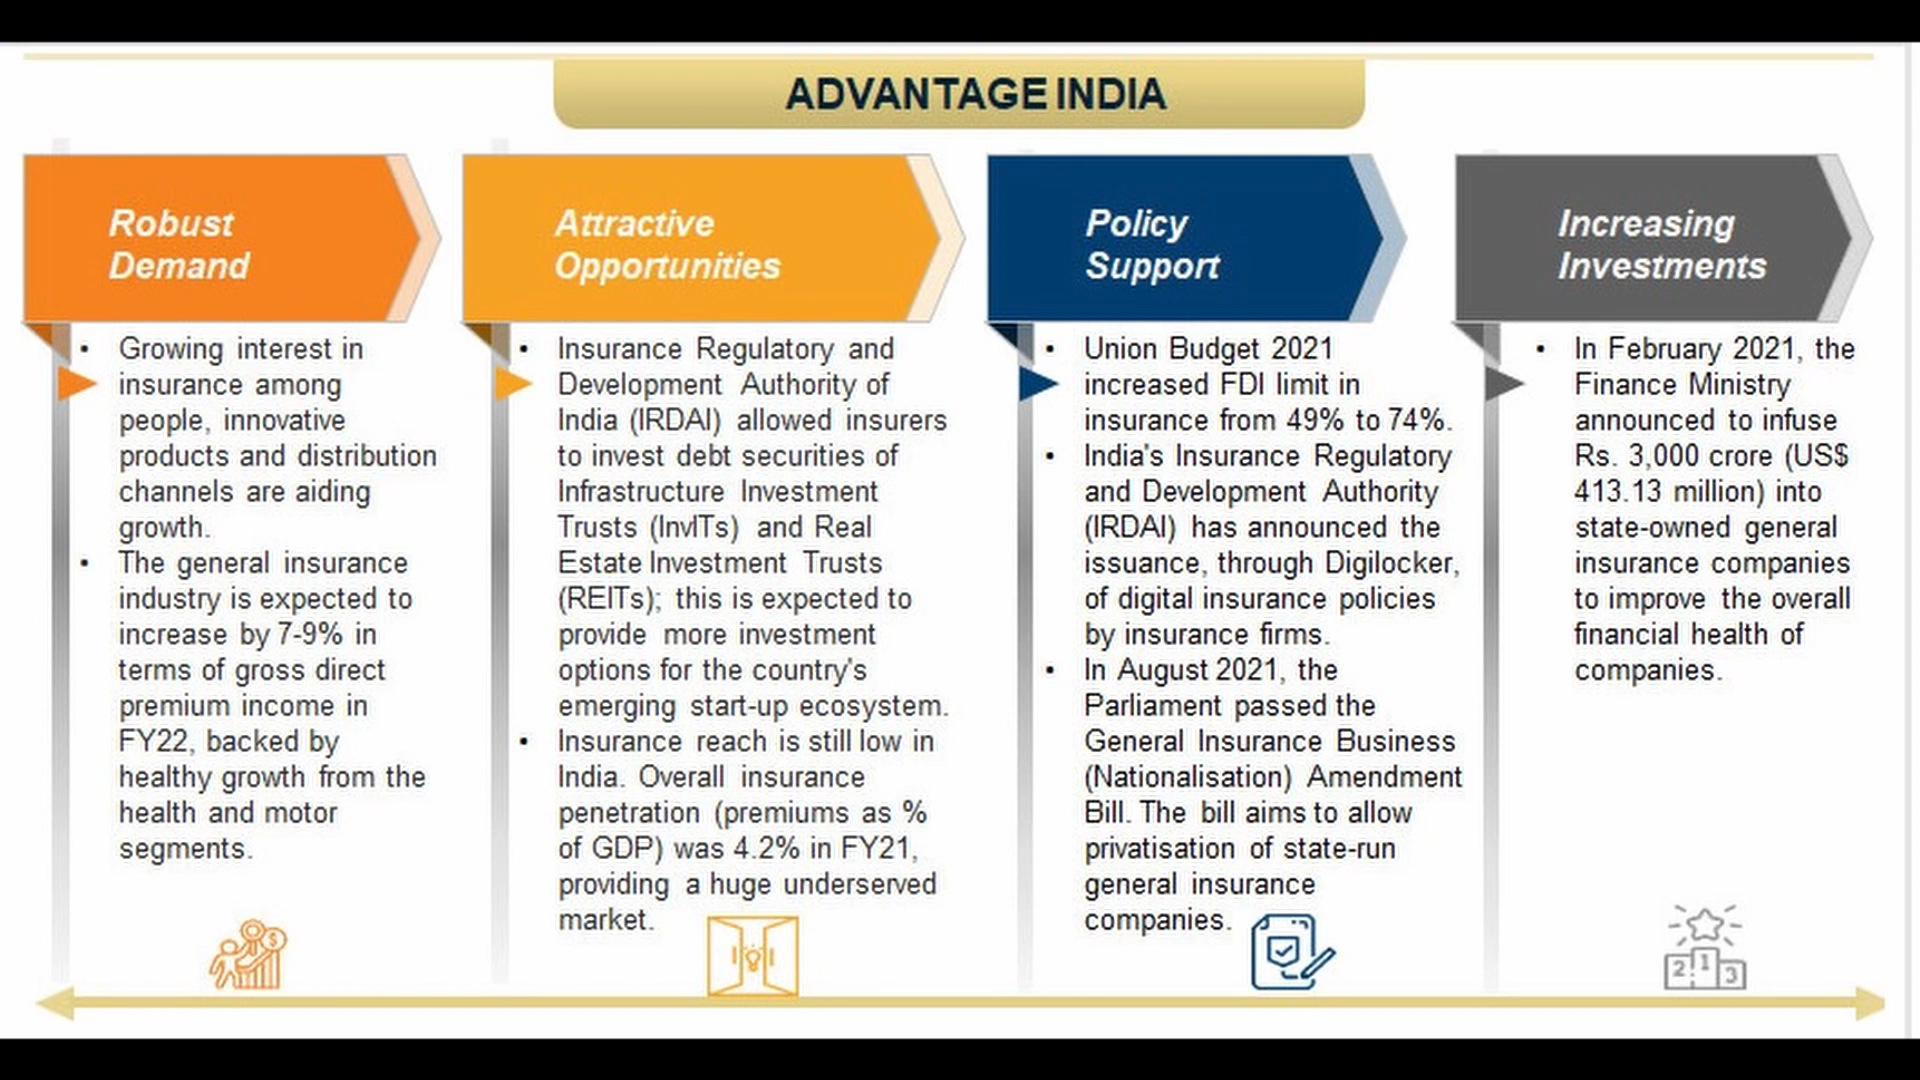 ADVANTAGE INDIA
Robust
Demand
• Growing interest in
insurance among
people, innovative
products and distribution
channels are aiding
growth.
• The general insurance
industry is expected to
increase by 7-9% in
terms of gross direct
premium income in
FY22, backed by
healthy growth from the
health and motor
segments.
Attractive
Opportunities
• Insurance Regulatory and
Development Authority of
India (IRDAI) allowed insurers
to invest debt securities of
Infrastructure Investment
Trusts (InvITs) and Real
Estate Investment Trusts
(REITs); this is expected to
provide more investment
options for the country's
emerging start-up ecosystem.
• Insurance reach is still low in
India. Overall insurance
penetration (premiums as %
of GDP) was 4.2% in FY21,
providing a huge underserved
market.
Policy
Support
• Union Budget 2021
increased FDI limit in
insurance from 49% to 74%.
• India's Insurance Regulatory
and Development Authority
(IRDAI) has announced the
issuance, through Digilocker,
of digital insurance policies
by insurance firms.
• In August 2021, the
Parliament passed the
General Insurance Business
(Nationalisation) Amendment
Bill. The bill aims to allow
privatisation of state-run
general insurance
companies.
Increasing
Investments
• In February 2021, the
Finance Ministry
announced to infuse
Rs. 3,000 crore (US$
413.13 million) into
state-owned general
insurance companies
to improve the overall
financial health of
companies.
$
2 1 3